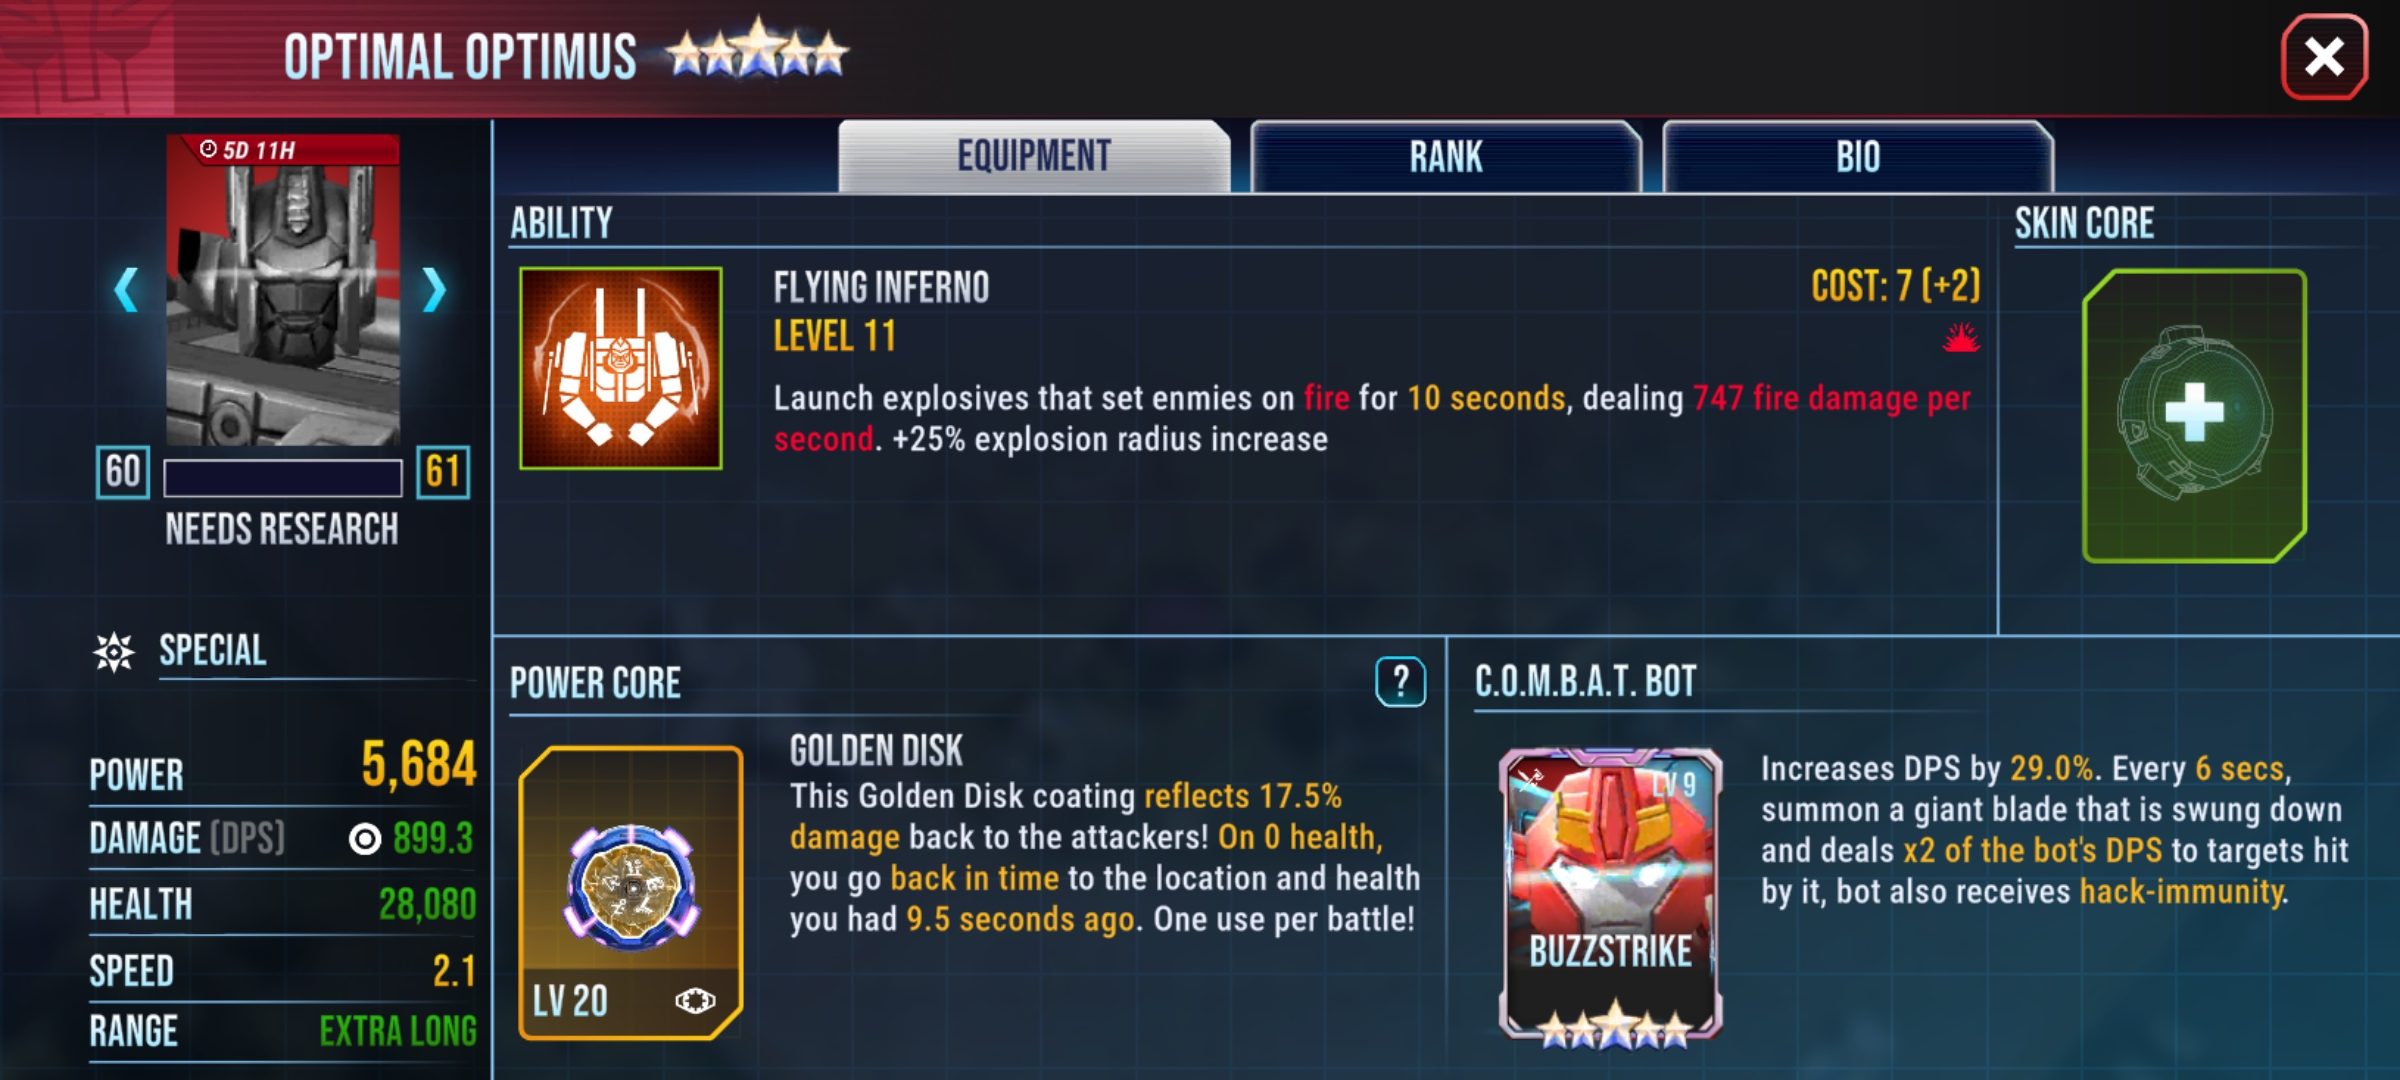 OPTIMAL OPTIMUS
5D 11H
60
61
NEEDS RESEARCH
SPECIAL
POWER 5,684
DAMAGE (DPS) 899.3
HEALTH 28,080
SPEED 2.1
RANGE EXTRA LONG
EQUIPMENT
RANK
BIO
ABILITY
FLYING INFERNO
COST: 7 (+2)
LEVEL 11
Launch explosives that set enmies on fire for 10 seconds, dealing 747 fire damage per
second. +25% explosion radius increase
SKIN CORE
POWER CORE
?
GOLDEN DISK
This Golden Disk coating reflects 17.5%
damage back to the attackers! On 0 health,
you go back in time to the location and health
you had 9.5 seconds ago. One use per battle!
LV 20
C.O.M.B.A.T. BOT
LV 9
BUZZSTRIKE
Increases DPS by 29.0%. Every 6 secs,
summon a giant blade that is swung down
and deals x2 of the bot's DPS to targets hit
by it, bot also receives hack-immunity.